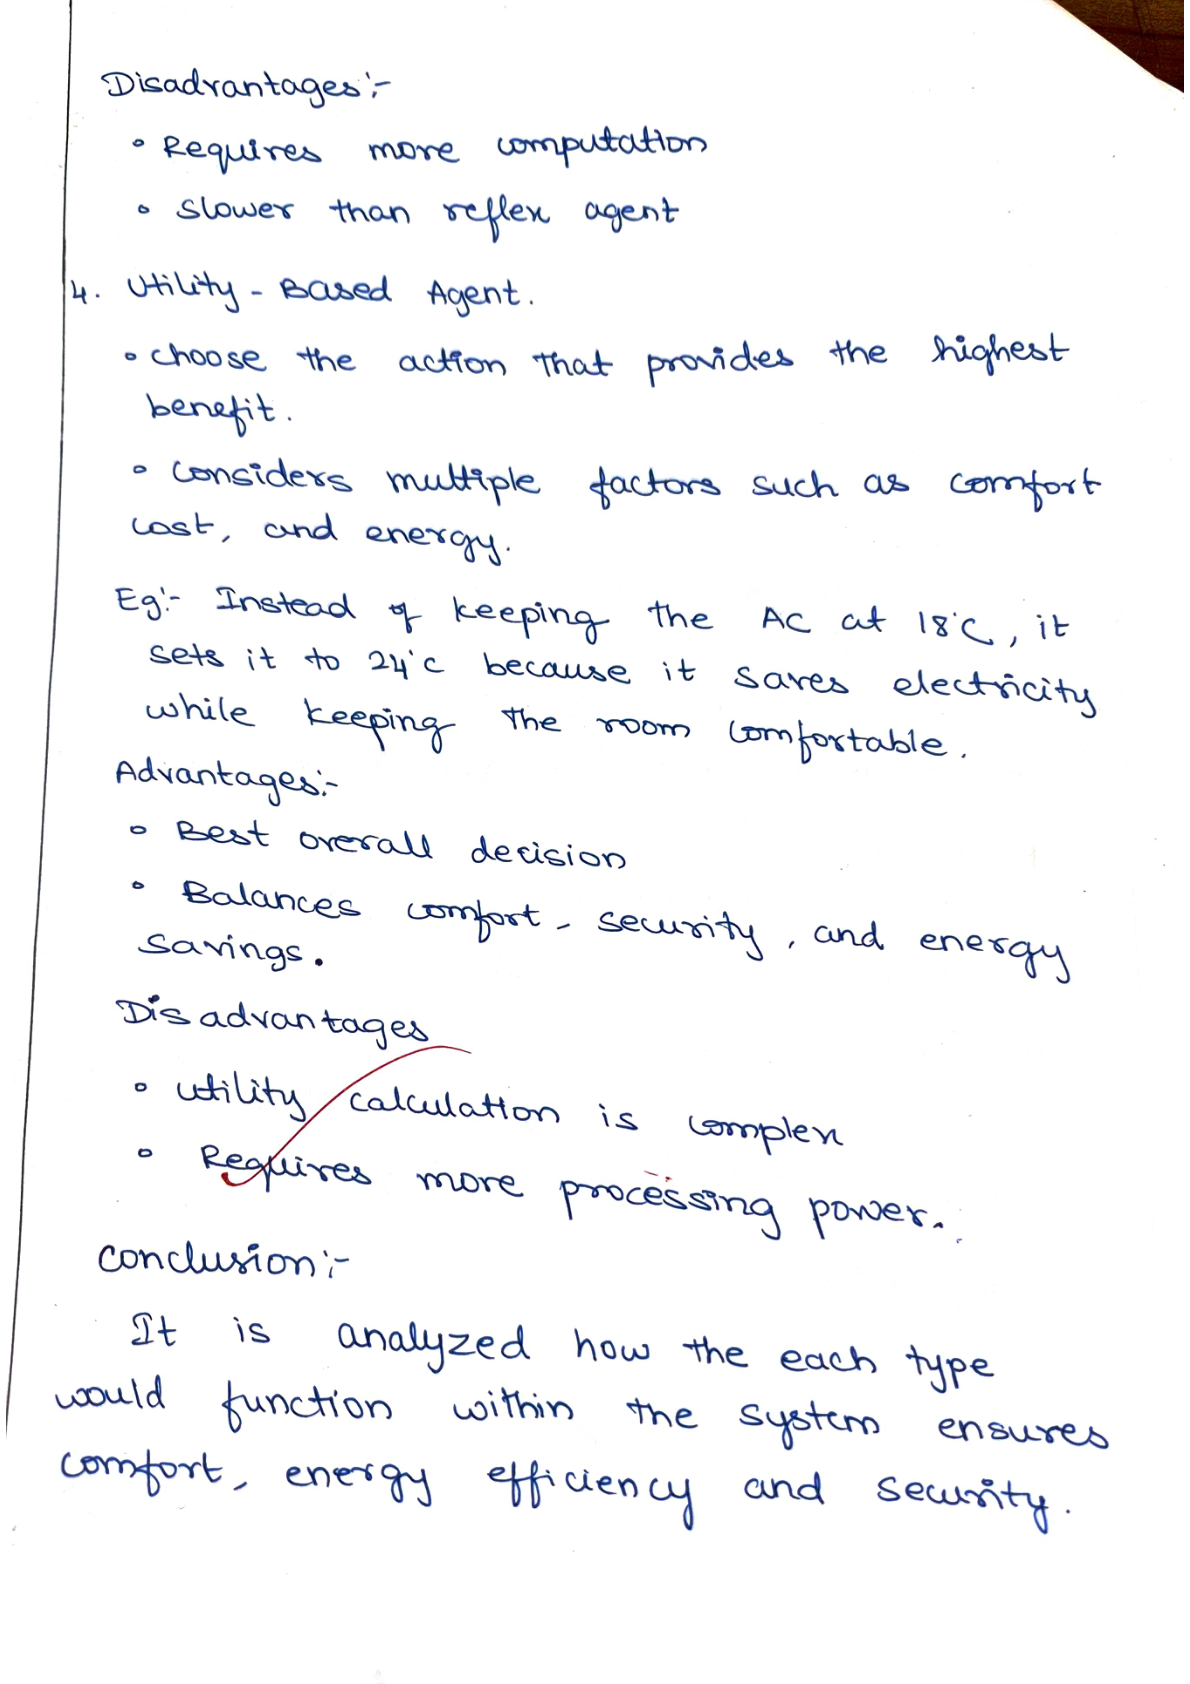 Disadvantages:-
• Requires more computation
• slower than reflex agent
4. Utility-Based Agent.
• choose the action that provides the highest
benefit.
• considers multiple factors such as comfort
cost, and energy.
Eg:- Instead of keeping the AC at 18°C, it
sets it to 24°c because it saves electricity
while keeping the room comfortable.
Advantages:-
• Best overall decision
• Balances comfort, security, and energy
savings.
Disadvantages
• utility calculation is complex
• Requires more processing power.
conclusion:-
It is analyzed how the each type
would function within the system ensures
comfort, energy efficiency and security.